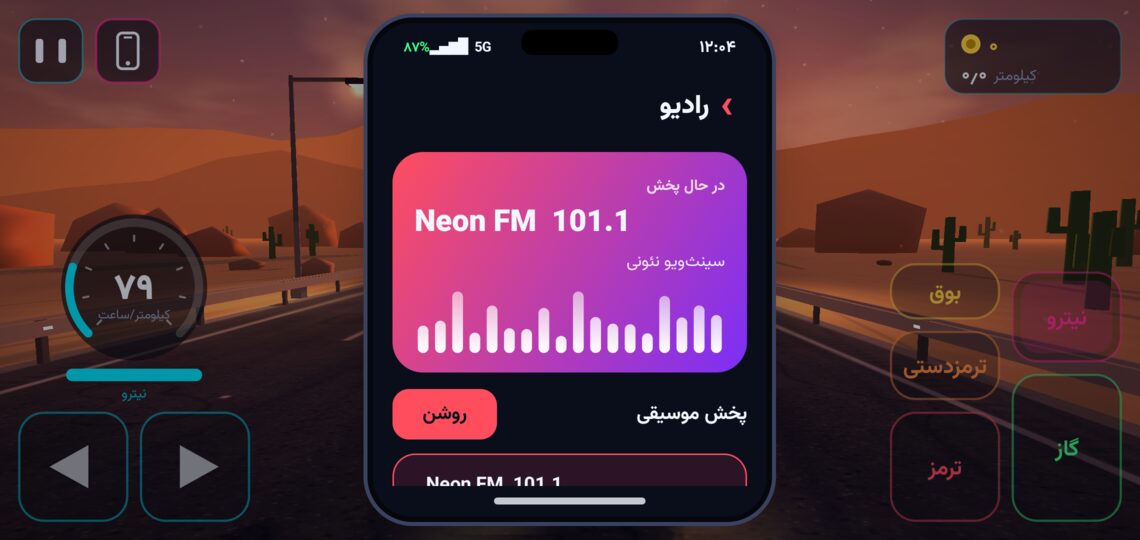 ۸۷%
5G
۱۲:۰۴
رادیو
در حال پخش
Neon FM 101.1
سینث‌ویو نئونی
پخش موسیقی
روشن
Neon FM 101.1
۰
۰٫۰ کیلومتر
۷۹
کیلومتر/ساعت
نیترو
بوق
نیترو
ترمزدستی
ترمز
گاز